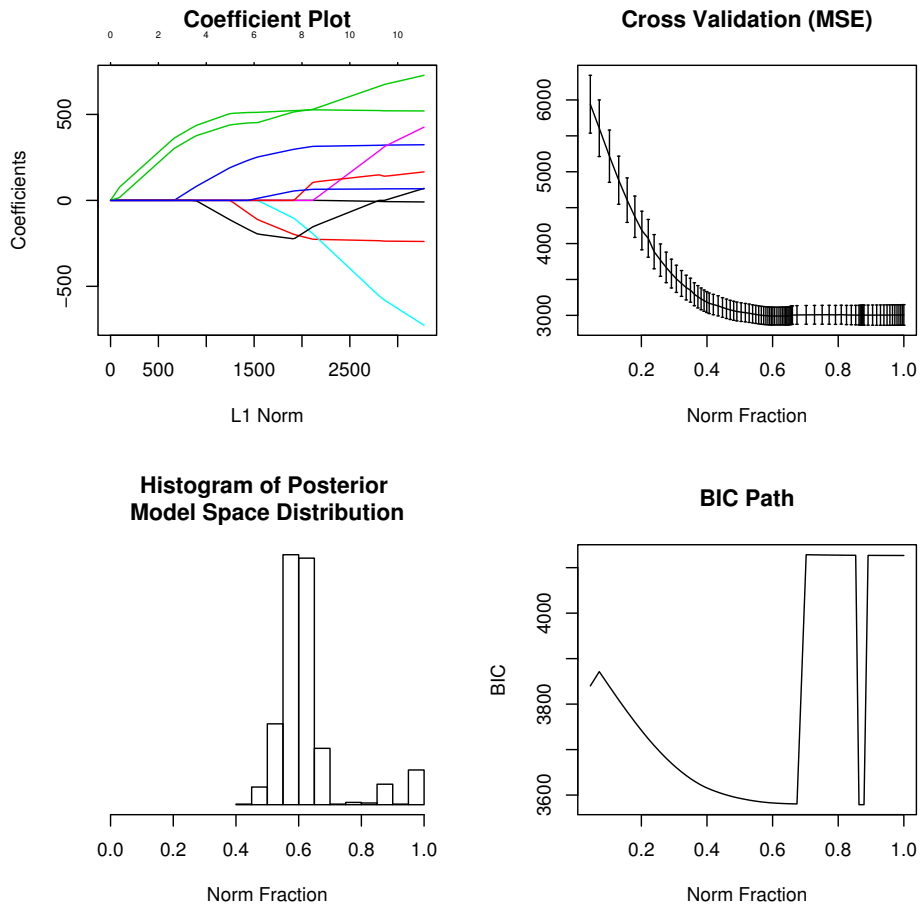 Coefficient Plot
0 2 4 6 8 10 10
500
0
−500
Coefficients
0 500 1500 2500
L1 Norm
Cross Validation (MSE)
6000
5000
4000
3000
0.2 0.4 0.6 0.8 1.0
Norm Fraction
Histogram of Posterior
Model Space Distribution
0.0 0.2 0.4 0.6 0.8 1.0
Norm Fraction
BIC Path
4000
3800
3600
BIC
0.2 0.4 0.6 0.8 1.0
Norm Fraction